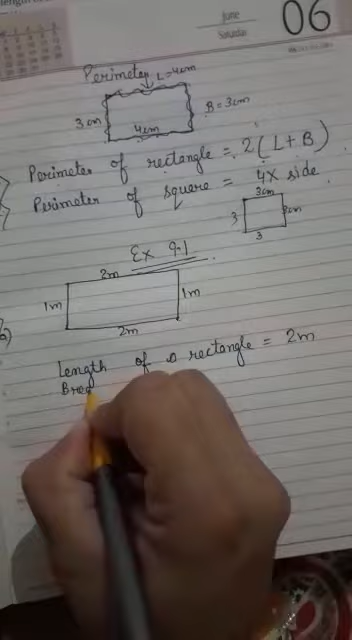 June
06
Perimeter
L = 4cm
3cm
B = 3cm
4cm
Perimeter of rectangle = 2(L+B)
Perimeter of square = 4x side
3cm
3
3cm
3
Ex 9.1
2m
1m
1m
2m
Length of a rectangle = 2m
Bread